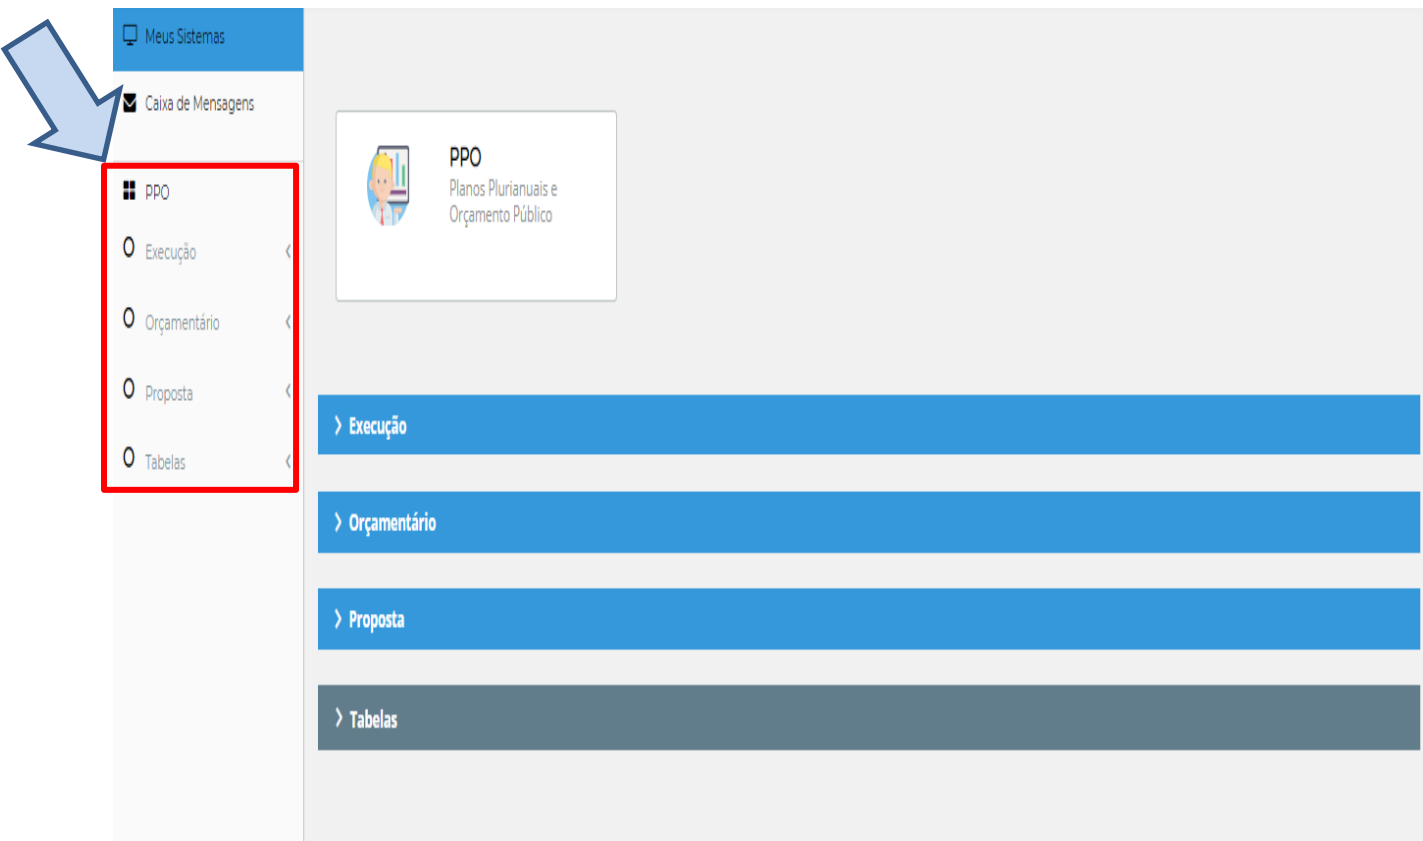 Meus Sistemas
Caixa de Mensagens
PPO
Execução
Orçamentário
Proposta
Tabelas
PPO
Planos Plurianuais e
Orçamento Público
Execução
Orçamentário
Proposta
Tabelas